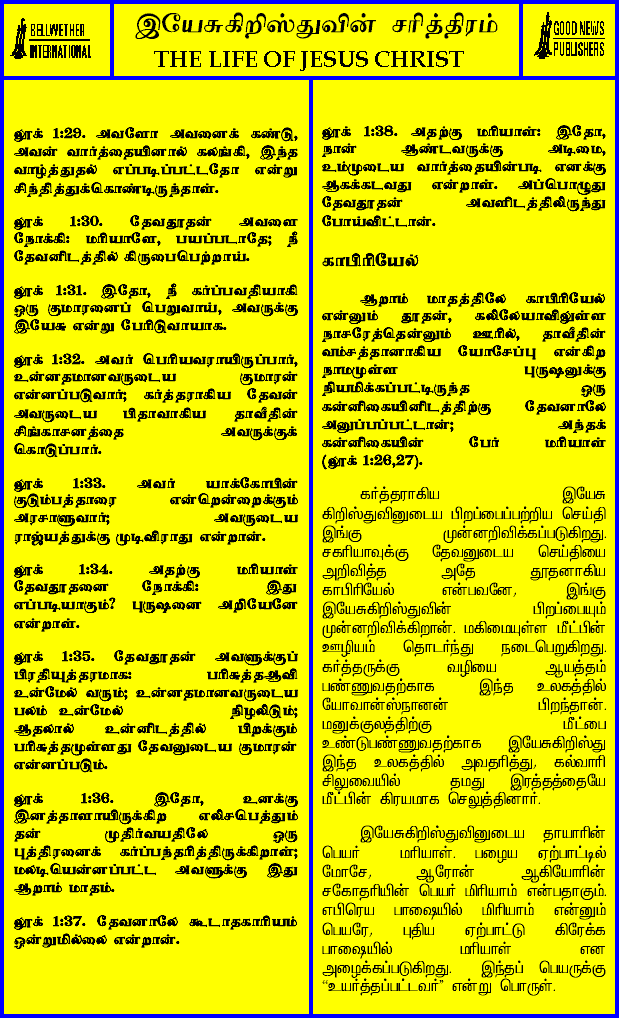 BELLWETHER
INTERNATIONAL
இயேசுகிறிஸ்துவின் சரித்திரம்
THE LIFE OF JESUS CHRIST
GOOD NEWS
PUBLISHERS
லூக் 1:29. அவளோ அவனைக் கண்டு,
அவன் வார்த்தையினால் கலங்கி, இந்த
வாழ்த்துதல் எப்படிப்பட்டதோ என்று
சிந்தித்துக்கொண்டிருந்தாள்.
லூக் 1:30. தேவதூதன் அவளை
நோக்கி: மரியாளே, பயப்படாதே; நீ
தேவனிடத்தில் கிருபைபெற்றாய்.
லூக் 1:31. இதோ, நீ கர்ப்பவதியாகி
ஒரு குமாரனைப் பெறுவாய், அவருக்கு
இயேசு என்று பேரிடுவாயாக.
லூக் 1:32. அவர் பெரியவராயிருப்பார்,
உன்னதமானவருடைய குமாரன்
என்னப்படுவார்; கர்த்தராகிய தேவன்
அவருடைய பிதாவாகிய தாவீதின்
சிங்காசனத்தை அவருக்குக்
கொடுப்பார்.
லூக் 1:33. அவர் யாக்கோபின்
குடும்பத்தாரை என்றென்றைக்கும்
அரசாளுவார்; அவருடைய
ராஜ்யத்துக்கு முடிவிராது என்றான்.
லூக் 1:34. அதற்கு மரியாள்
தேவதூதனை நோக்கி: இது
எப்படியாகும்? புருஷனை அறியேனே
என்றாள்.
லூக் 1:35. தேவதூதன் அவளுக்குப்
பிரதியுத்தரமாக: பரிசுத்தஆவி
உன்மேல் வரும்; உன்னதமானவருடைய
பலம் உன்மேல் நிழலிடும்;
ஆதலால் உன்னிடத்தில் பிறக்கும்
பரிசுத்தமுள்ளது தேவனுடைய குமாரன்
என்னப்படும்.
லூக் 1:36. இதோ, உனக்கு
இனத்தாளாயிருக்கிற எலிசபெத்தும்
தன் முதிர்வயதிலே ஒரு
புத்திரனைக் கர்ப்பந்தரித்திருக்கிறாள்;
மலடியென்னப்பட்ட அவளுக்கு இது
ஆறாம் மாதம்.
லூக் 1:37. தேவனாலே கூடாதகாரியம்
ஒன்றுமில்லை என்றான்.
லூக் 1:38. அதற்கு மரியாள்: இதோ,
நான் ஆண்டவருக்கு அடிமை,
உம்முடைய வார்த்தையின்படி எனக்கு
ஆகக்கடவது என்றாள். அப்பொழுது
தேவதூதன் அவளிடத்திலிருந்து
போய்விட்டான்.
காபிரியேல்
ஆறாம் மாதத்திலே காபிரியேல்
என்னும் தூதன், கலிலேயாவிலுள்ள
நாசரேத்தென்னும் ஊரில், தாவீதின்
வம்சத்தானாகிய யோசேப்பு என்கிற
நாமமுள்ள புருஷனுக்கு
நியமிக்கப்பட்டிருந்த ஒரு
கன்னிகையினிடத்திற்கு தேவனாலே
அனுப்பப்பட்டான்; அந்தக்
கன்னிகையின் பேர் மரியாள்
(லூக் 1:26,27).
கர்த்தராகிய இயேசு
கிறிஸ்துவினுடைய பிறப்பைப்பற்றிய செய்தி
இங்கு முன்னறிவிக்கப்படுகிறது.
சகரியாவுக்கு தேவனுடைய செய்தியை
அறிவித்த அதே தூதனாகிய
காபிரியேல் என்பவனே, இங்கு
இயேசுகிறிஸ்துவின் பிறப்பையும்
முன்னறிவிக்கிறான். மகிமையுள்ள மீட்பின்
ஊழியம் தொடர்ந்து நடைபெறுகிறது.
கர்த்தருக்கு வழியை ஆயத்தம்
பண்ணுவதற்காக இந்த உலகத்தில்
யோவான்ஸ்நானன் பிறந்தான்.
மனுக்குலத்திற்கு மீட்பை
உண்டுபண்ணுவதற்காக இயேசுகிறிஸ்து
இந்த உலகத்தில் அவதரித்து, கல்வாரி
சிலுவையில் தமது இரத்தத்தையே
மீட்பின் கிரயமாக செலுத்தினார்.
இயேசுகிறிஸ்துவினுடைய தாயாரின்
பெயர் மரியாள். பழைய ஏற்பாட்டில்
மோசே, ஆரோன் ஆகியோரின்
சகோதரியின் பெயர் மிரியாம் என்பதாகும்.
எபிரெய பாஷையில் மிரியாம் என்னும்
பெயரே, புதிய ஏற்பாட்டு கிரேக்க
பாஷையில் மரியாள் என
அழைக்கப்படுகிறது. இந்தப் பெயருக்கு
“உயர்த்தப்பட்டவர்” என்று பொருள்.